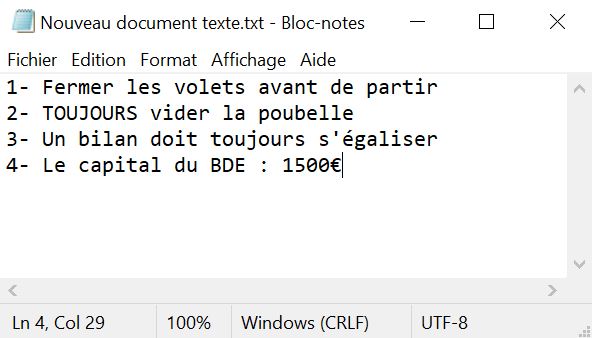 Nouveau document texte.txt - Bloc-notes
Fichier Edition Format Affichage Aide
1- Fermer les volets avant de partir
2- TOUJOURS vider la poubelle
3- Un bilan doit toujours s'égaliser
4- Le capital du BDE : 1500€
Ln 4, Col 29 100% Windows (CRLF) UTF-8